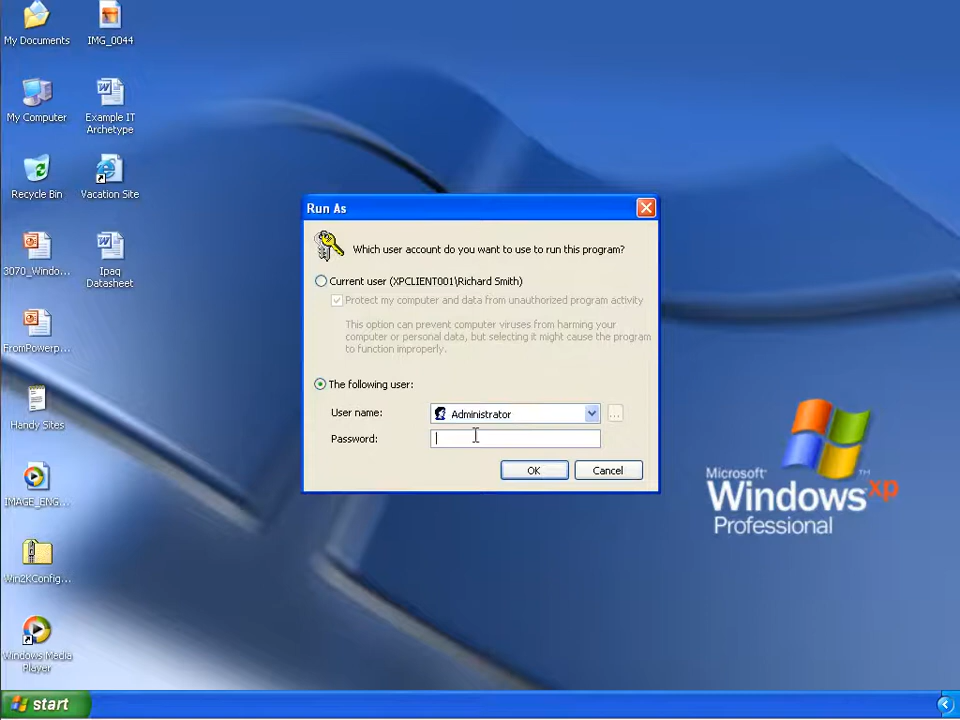 My Documents
IMG_0044
My Computer
Example IT
Archetype
Recycle Bin
Vacation Site
3070_Windo...
Ipaq
Datasheet
FromPowerp...
Handy Sites
IMAGE_ENG...
Win2KConfig...
Windows Media
Player
Run As
Which user account do you want to use to run this program?
Current user (XPCLIENT001\Richard Smith)
Protect my computer and data from unauthorized program activity
This option can prevent computer viruses from harming your
computer or personal data, but selecting it might cause the program
to function improperly.
The following user:
User name:
Administrator
...
Password:
OK
Cancel
Microsoft
Windows xp
Professional
TM
start